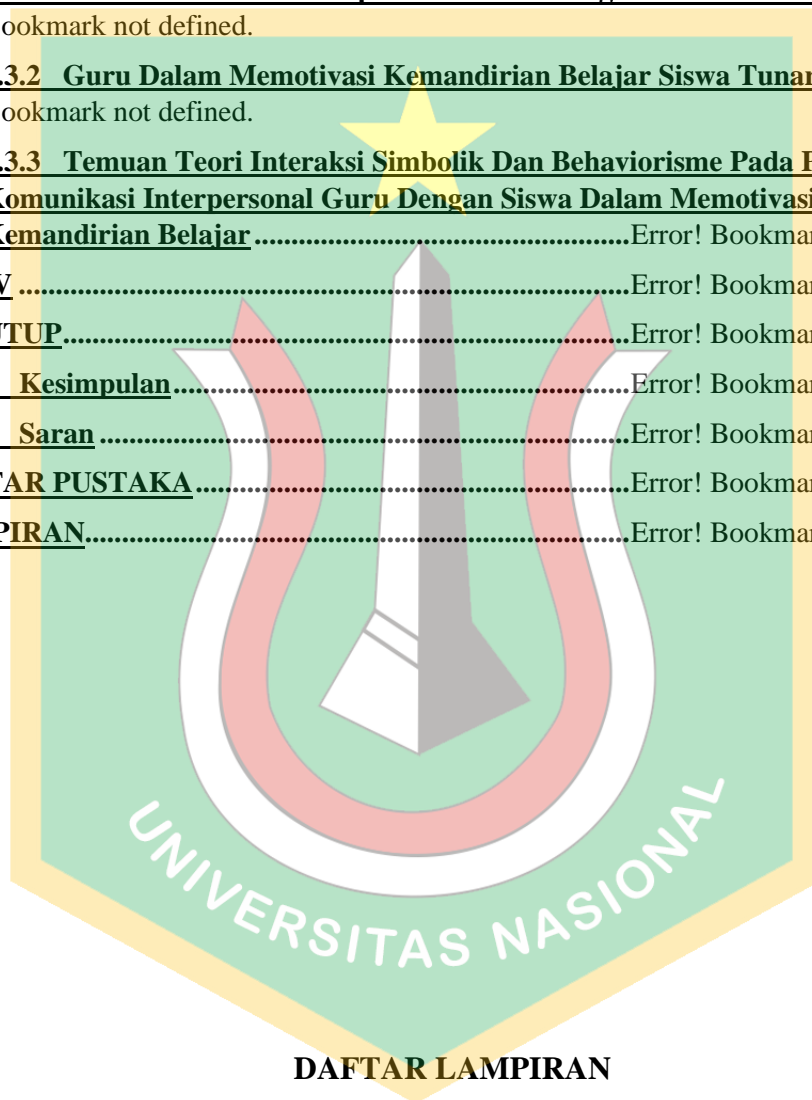 ookmark not defined.
.3.2 Guru Dalam Memotivasi Kemandirian Belajar Siswa Tunar
ookmark not defined.
.3.3 Temuan Teori Interaksi Simbolik Dan Behaviorisme Pada P
Komunikasi Interpersonal Guru Dengan Siswa Dalam Memotivasi
Kemandirian Belajar ........................................................ Error! Bookmar
V ........................................................ Error! Bookmar
UTUP ........................................................ Error! Bookmar
Kesimpulan ........................................................ Error! Bookmar
Saran ........................................................ Error! Bookmar
TAR PUSTAKA ........................................................ Error! Bookmar
PIRAN ........................................................ Error! Bookmar
UNIVERSITAS NASIONAL
DAFTAR LAMPIRAN